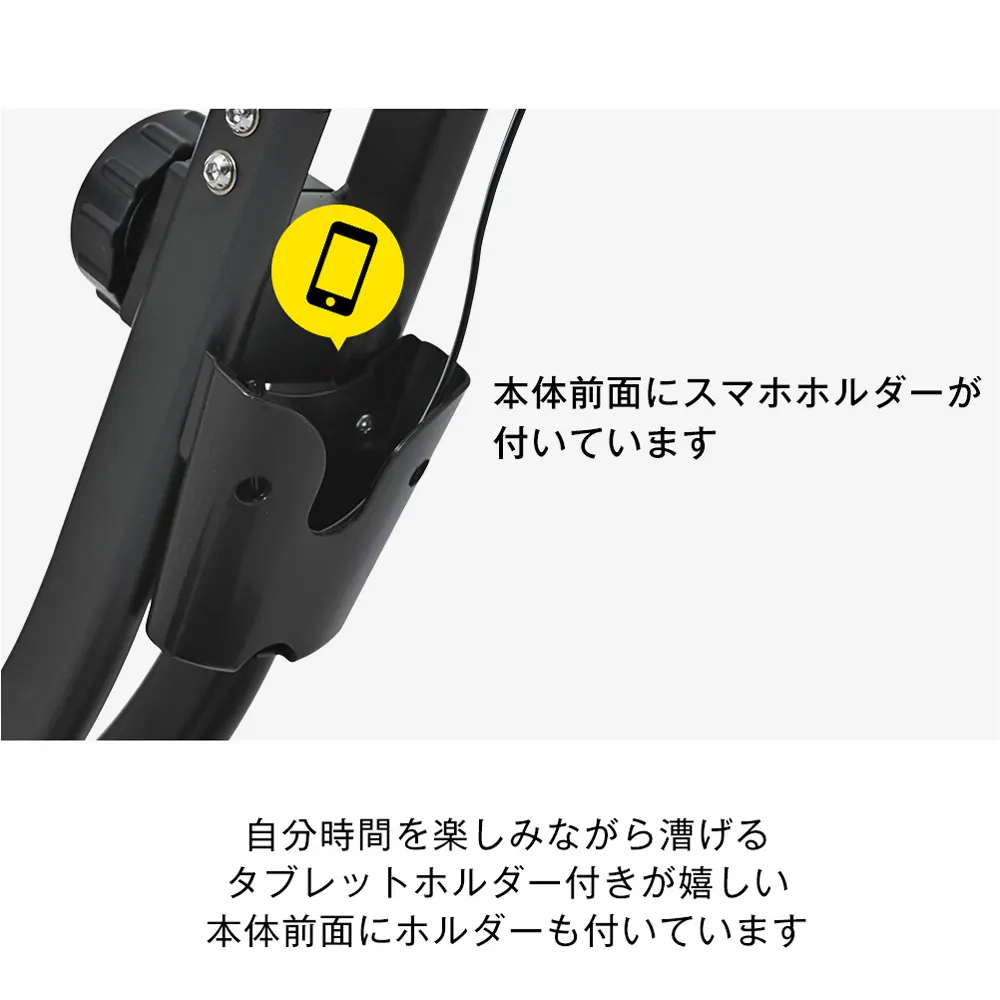 本体前面にスマホホルダーが
付いています
自分時間を楽しみながら漕げる
タブレットホルダー付きが嬉しい
本体前面にホルダーも付いています